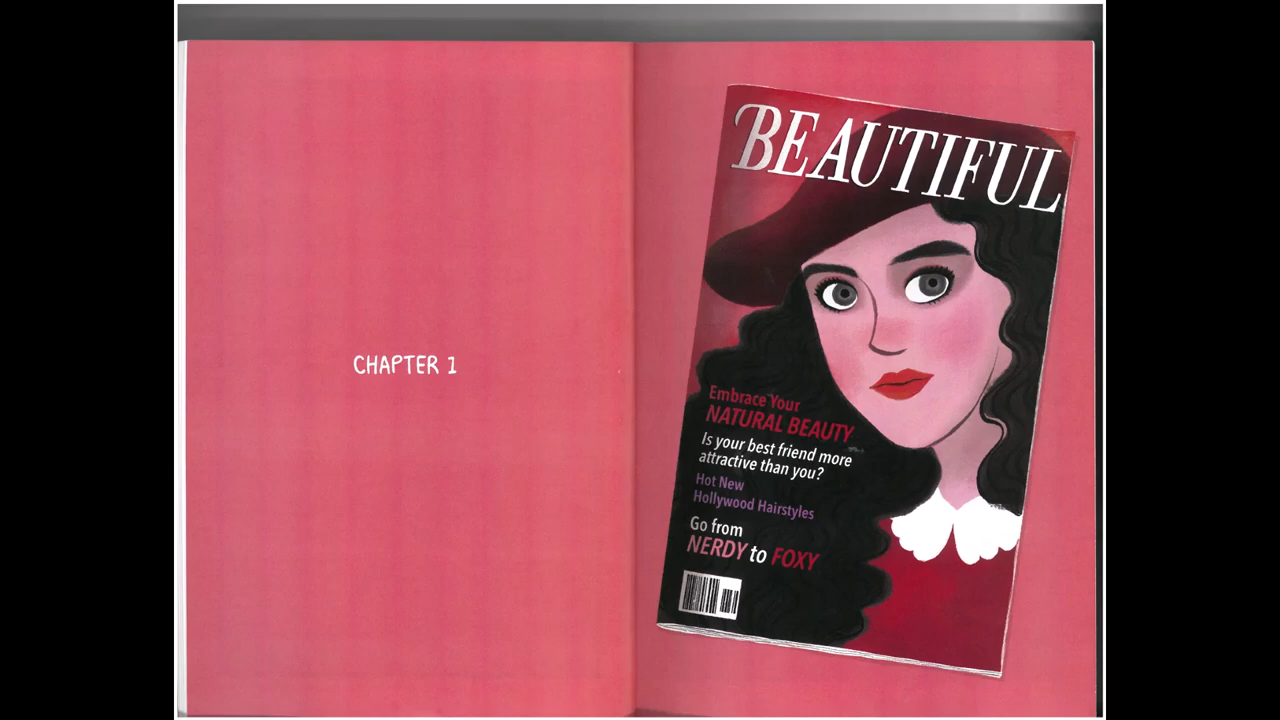 CHAPTER 1
BEAUTIFUL
Embrace Your
NATURAL BEAUTY
Is your best friend more
attractive than you?
Hot New
Hollywood Hairstyles
Go from
NERDY to FOXY